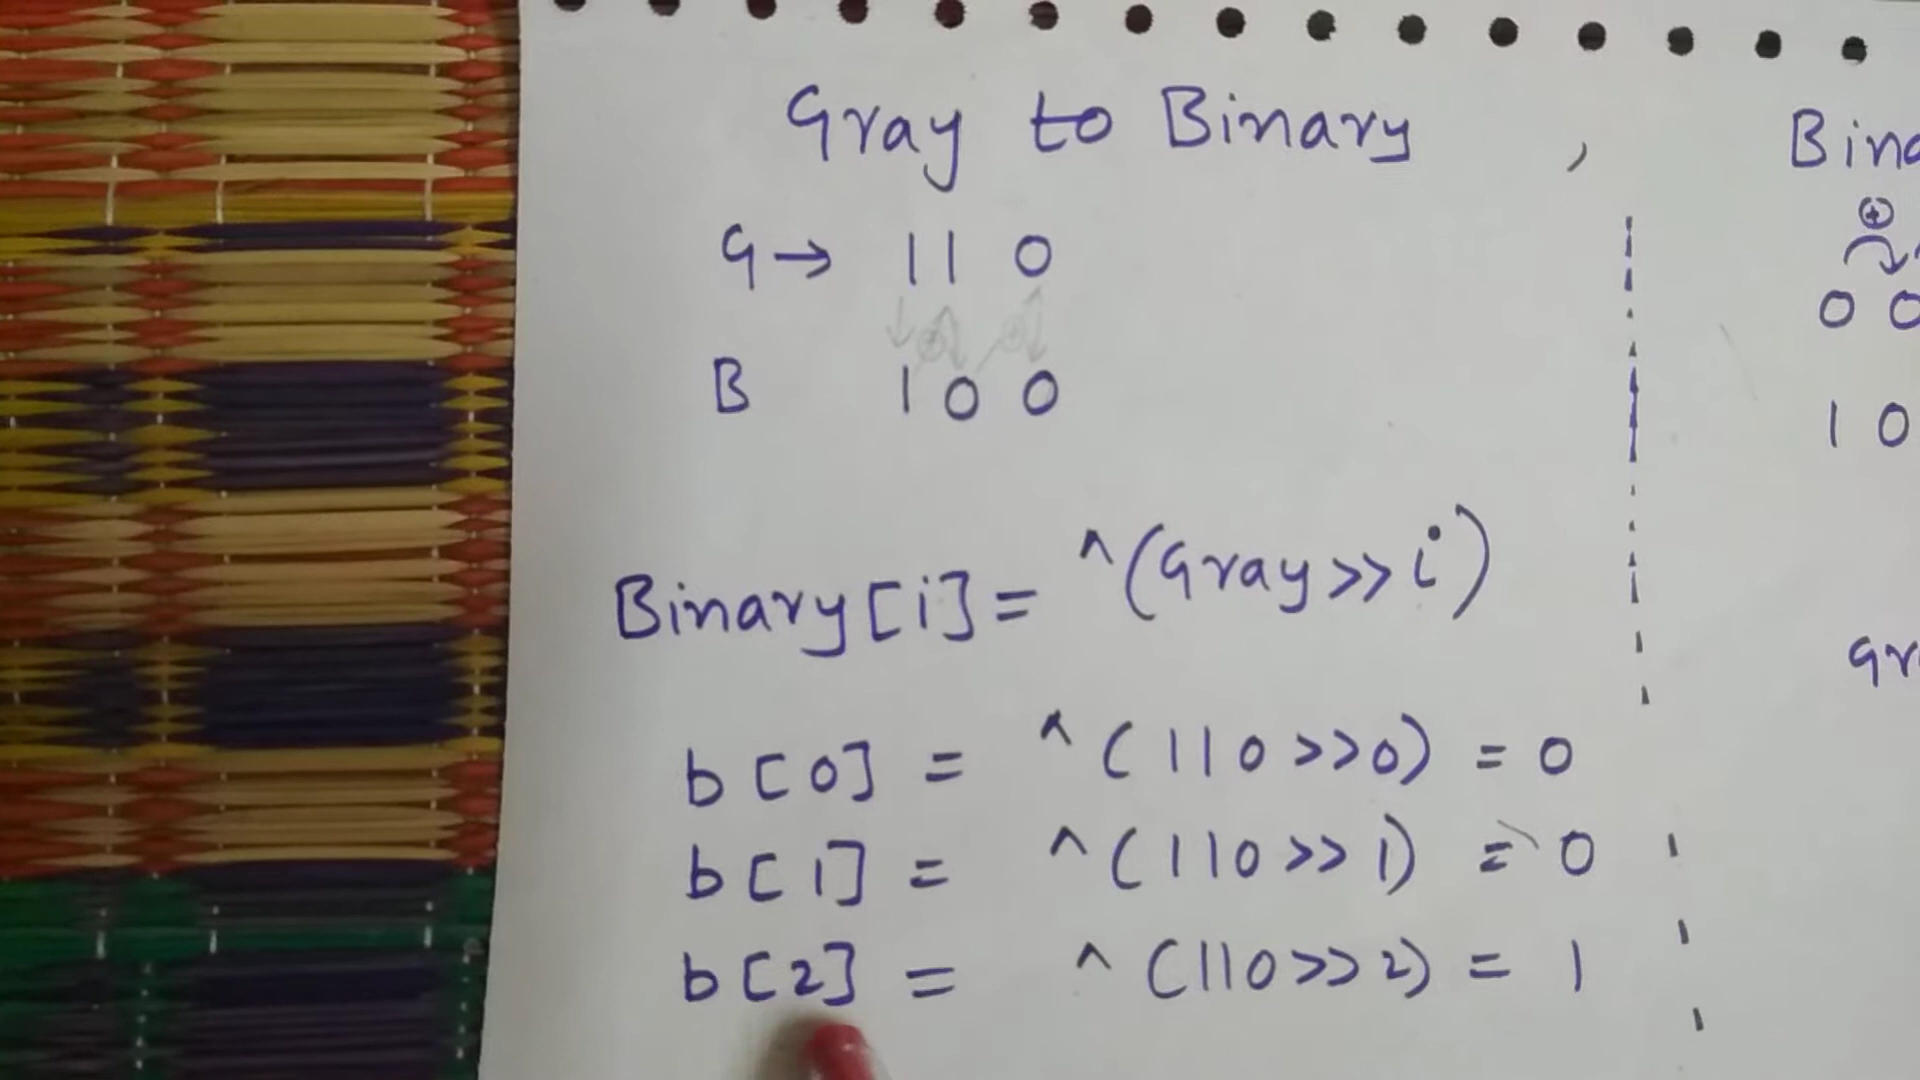 Gray to Binary ,
G → 1 1 0
B 1 0 0
Binary[i] = ^(Gray>>i)
b[0] = ^(110>>0) = 0
b[1] = ^(110>>1) = 0
b[2] = ^(110>>2) = 1
Bina
⊕
0 0
1 0
Gr